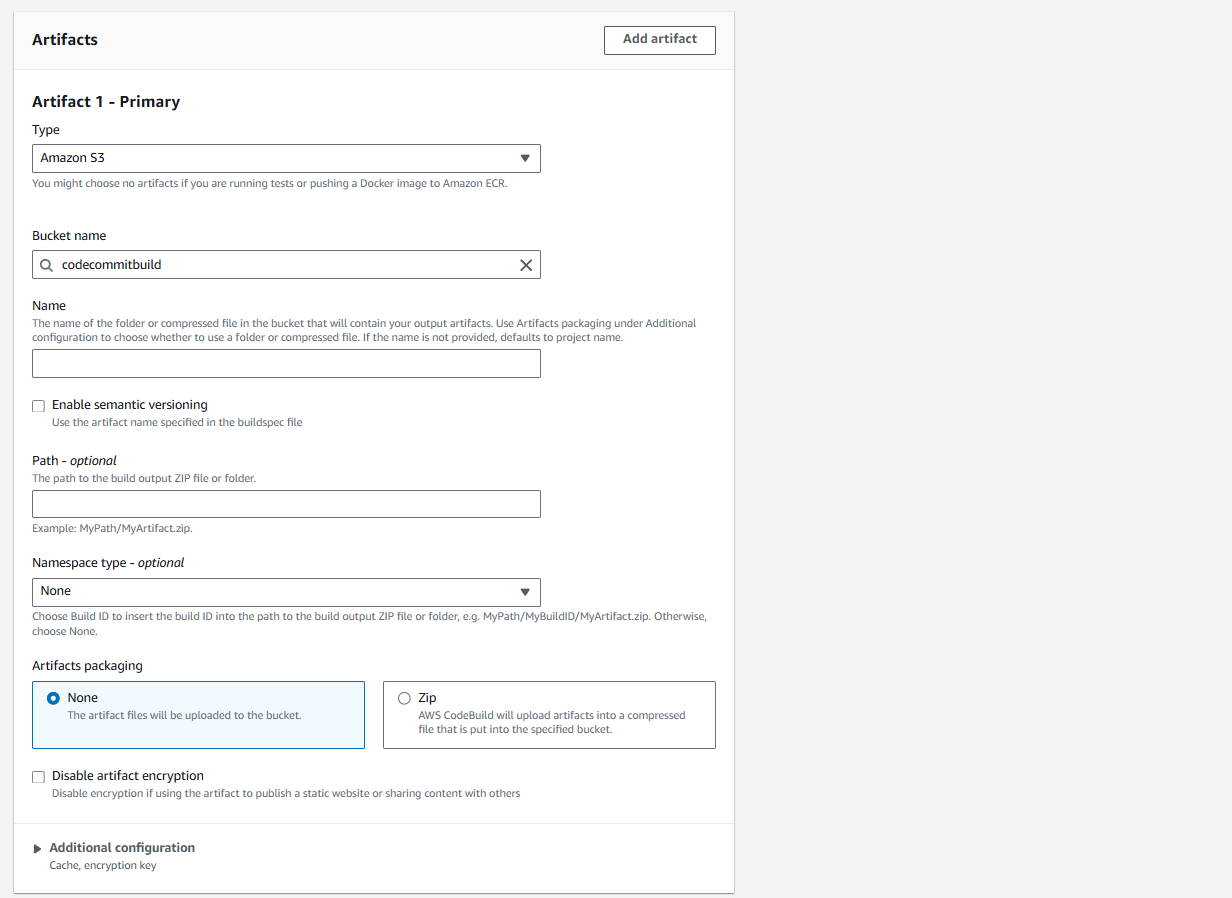 Artifacts
Add artifact
Artifact 1 - Primary
Type
Amazon S3
You might choose no artifacts if you are running tests or pushing a Docker image to Amazon ECR.
Bucket name
codecommitbuild
Name
The name of the folder or compressed file in the bucket that will contain your output artifacts. Use Artifacts packaging under Additional
configuration to choose whether to use a folder or compressed file. If the name is not provided, defaults to project name.
Enable semantic versioning
Use the artifact name specified in the buildspec file
Path - optional
The path to the build output ZIP file or folder.
Example: MyPath/MyArtifact.zip.
Namespace type - optional
None
Choose Build ID to insert the build ID into the path to the build output ZIP file or folder, e.g. MyPath/MyBuildID/MyArtifact.zip. Otherwise,
choose None.
Artifacts packaging
None
The artifact files will be uploaded to the bucket.
Zip
AWS CodeBuild will upload artifacts into a compressed
file that is put into the specified bucket.
Disable artifact encryption
Disable encryption if using the artifact to publish a static website or sharing content with others
Additional configuration
Cache, encryption key